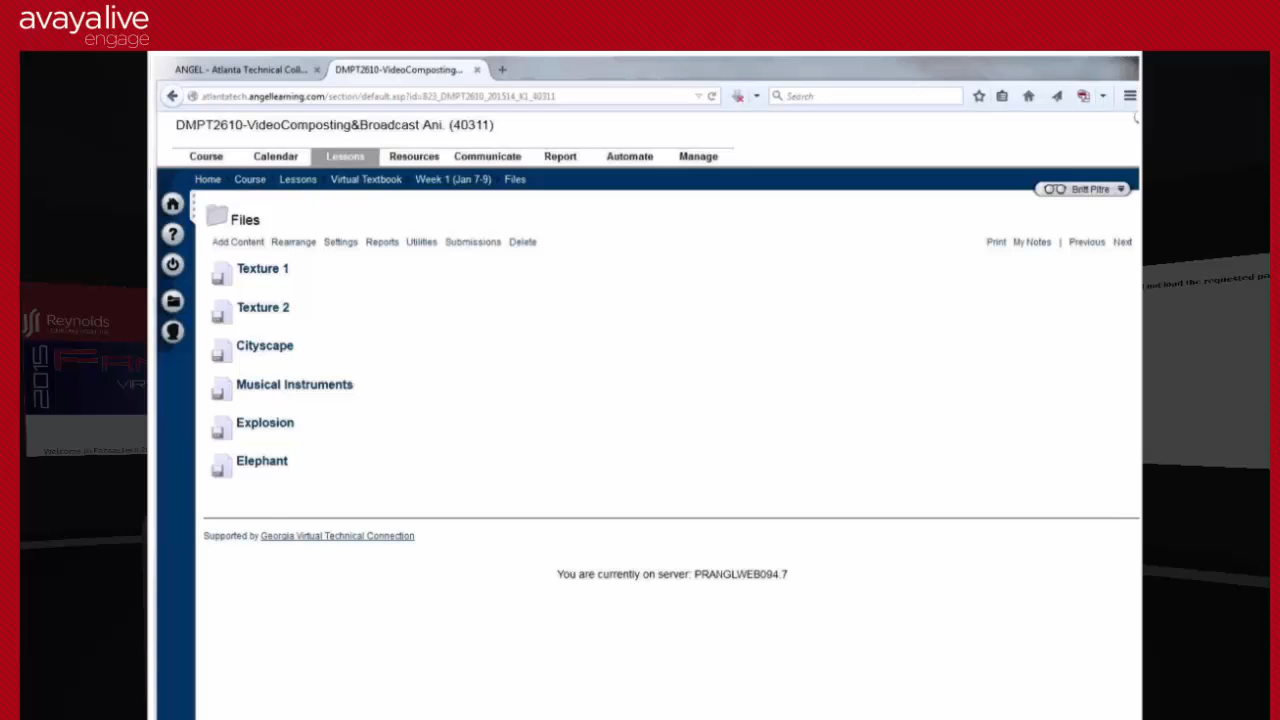 avayalive
engage
ANGEL - Atlanta Technical Coll... × DMPT2610-VideoComposting... × +
atlantatech.angellearning.com/section/default.asp?id=823_DMPT2610_201514_K1_40311 Search
DMPT2610-VideoComposting&Broadcast Ani. (40311)
Course Calendar Lessons Resources Communicate Report Automate Manage
Home Course Lessons Virtual Textbook Week 1 (Jan 7-9) Files
Britt Pitre
Files
Add Content Rearrange Settings Reports Utilities Submissions Delete Print My Notes | Previous Next
Texture 1
Texture 2
Cityscape
Musical Instruments
Explosion
Elephant
Supported by Georgia Virtual Technical Connection
You are currently on server: PRANGLWEB094.7
not load the requested
Reynolds
2015